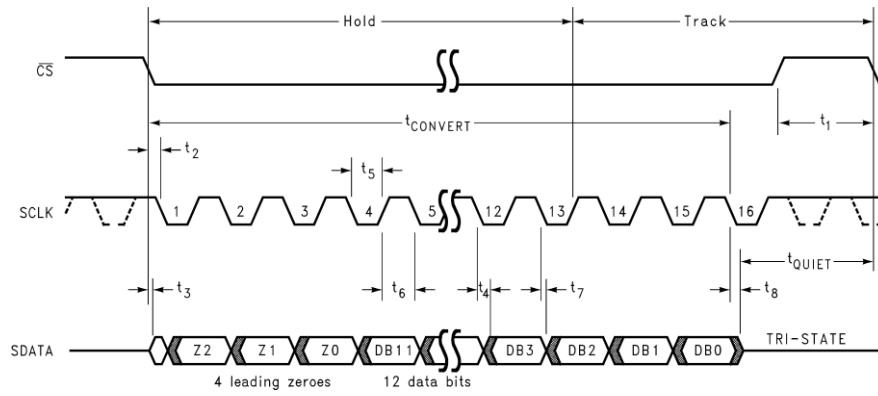 Hold Track
CS
tCONVERT t1
t2
t5
SCLK 1 2 3 4 5 12 13 14 15 16
tQUIET
t3 t6 t4 t7 t8
SDATA Z2 Z1 Z0 DB11 DB3 DB2 DB1 DB0 TRI-STATE
4 leading zeroes 12 data bits